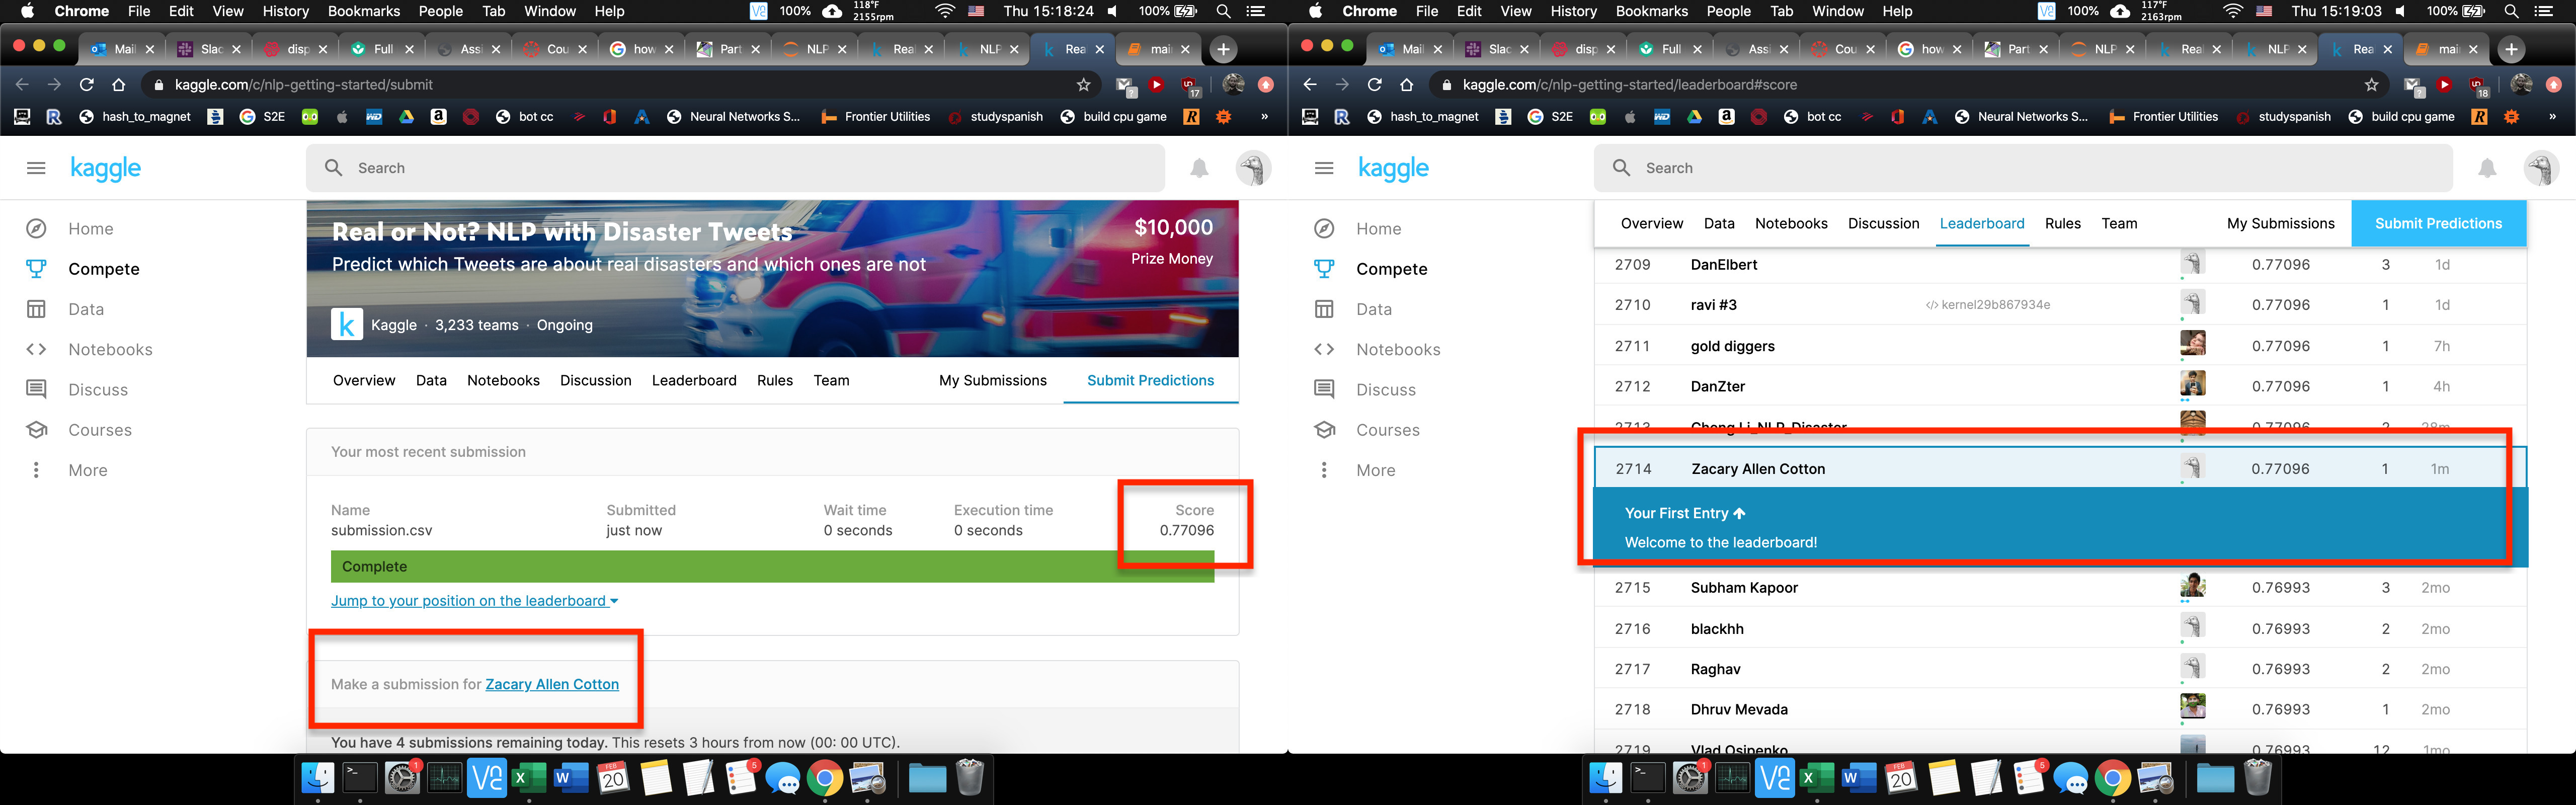 Chrome File Edit View History Bookmarks People Tab Window Help 100% 118°F 2155rpm Thu 15:18:24 100%
Mail Slac disp Full Assi Cou how Part NLP Real NLP Rea mai
kaggle.com/c/nlp-getting-started/submit
hash_to_magnet S2E bot cc Neural Networks S... Frontier Utilities studyspanish build cpu game »
kaggle
Search
Home
Compete
Data
Notebooks
Discuss
Courses
More
Real or Not? NLP with Disaster Tweets
Predict which Tweets are about real disasters and which ones are not
$10,000
Prize Money
Kaggle · 3,233 teams · Ongoing
Overview Data Notebooks Discussion Leaderboard Rules Team My Submissions Submit Predictions
Your most recent submission
Name Submitted Wait time Execution time Score
submission.csv just now 0 seconds 0 seconds 0.77096
Complete
Jump to your position on the leaderboard
Make a submission for Zacary Allen Cotton
You have 4 submissions remaining today. This resets 3 hours from now (00: 00 UTC).
Chrome File Edit View History Bookmarks People Tab Window Help 100% 117°F 2163rpm Thu 15:19:03 100%
Mail Slac disp Full Assi Cou how Part NLP Real NLP Rea mai
kaggle.com/c/nlp-getting-started/leaderboard#score
hash_to_magnet S2E bot cc Neural Networks S... Frontier Utilities studyspanish build cpu game »
kaggle
Search
Home
Compete
Data
Notebooks
Discuss
Courses
More
Overview Data Notebooks Discussion Leaderboard Rules Team My Submissions Submit Predictions
2709 DanElbert 0.77096 3 1d
2710 ravi #3 </> kernel29b867934e 0.77096 1 1d
2711 gold diggers 0.77096 1 7h
2712 DanZter 0.77096 1 4h
2713 Chong Li_NLP_Disaster 0.77096 2 28m
2714 Zacary Allen Cotton 0.77096 1 1m
Your First Entry
Welcome to the leaderboard!
2715 Subham Kapoor 0.76993 3 2mo
2716 blackhh 0.76993 2 2mo
2717 Raghav 0.76993 2 2mo
2718 Dhruv Mevada 0.76993 1 2mo
2719 Vlad Osipenko 0.76993 12 1mo